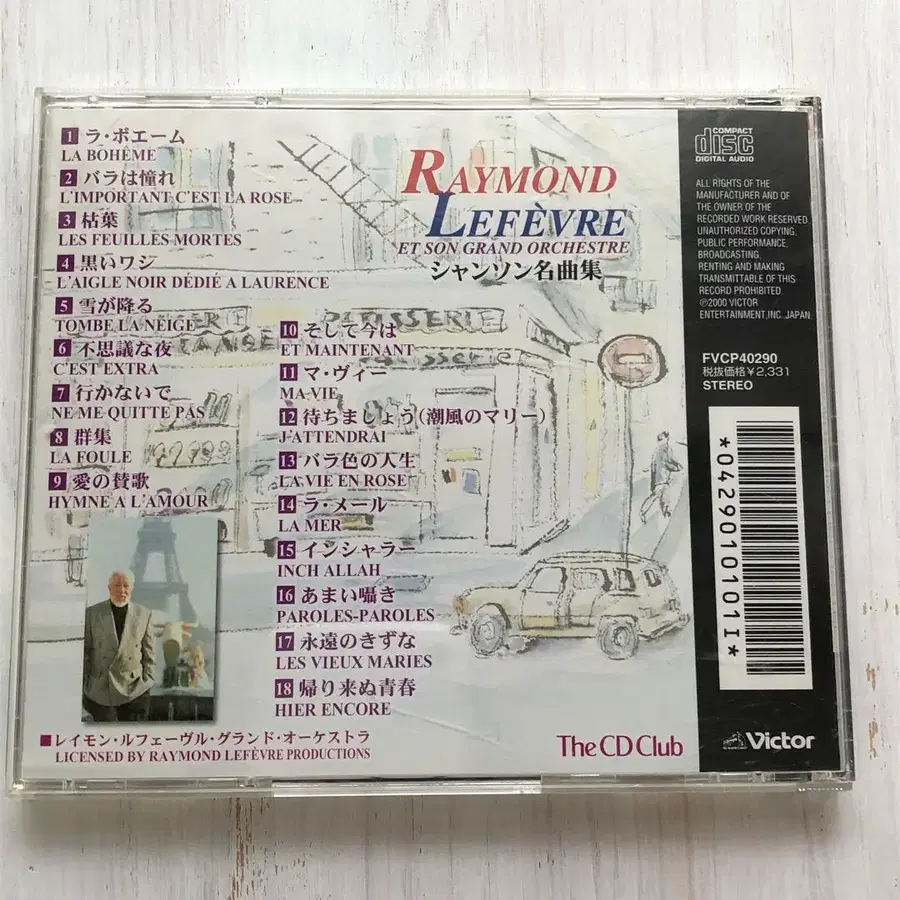 1 ラ・ボエーム
LA BOHÈME
2 バラは憧れ
L'IMPORTANT C'EST LA ROSE
3 枯葉
LES FEUILLES MORTES
4 黒いワシ
L'AIGLE NOIR DÉDIÉ A LAURENCE
5 雪が降る
TOMBE LA NEIGE
6 不思議な夜
C'EST EXTRA
7 行かないで
NE ME QUITTE PAS
8 群集
LA FOULE
9 愛の賛歌
HYMNE A L'AMOUR
RAYMOND
LEFÈVRE
ET SON GRAND ORCHESTRE
シャンソン名曲集
PATISSERIE
10 そして今は
ET MAINTENANT
11 マ・ヴィー
MA VIE
12 待ちましょう(潮風のマリー)
J'ATTENDRAI
13 バラ色の人生
LA VIE EN ROSE
14 ラ・メール
LA MER
15 インシャラー
INCH ALLAH
16 あまい囁き
PAROLES-PAROLES
17 永遠のきずな
LES VIEUX MARIES
18 帰り来ぬ青春
HIER ENCORE
■レイモン・ルフェーヴル・グランド・オーケストラ
LICENSED BY RAYMOND LEFÈVRE PRODUCTIONS
The CD Club
COMPACT
disc
DIGITAL AUDIO
ALL RIGHTS OF THE
MANUFACTURER AND OF
THE OWNER OF THE
RECORDED WORK RESERVED.
UNAUTHORIZED COPYING,
PUBLIC PERFORMANCE,
BROADCASTING,
RENTING AND MAKING
TRANSMITTABLE OF THIS
RECORD PROHIBITED.
℗2000 VICTOR
ENTERTAINMENT,INC.JAPAN.
FVCP40290
税抜価格¥2,331
STEREO
*04290101011*
Victor